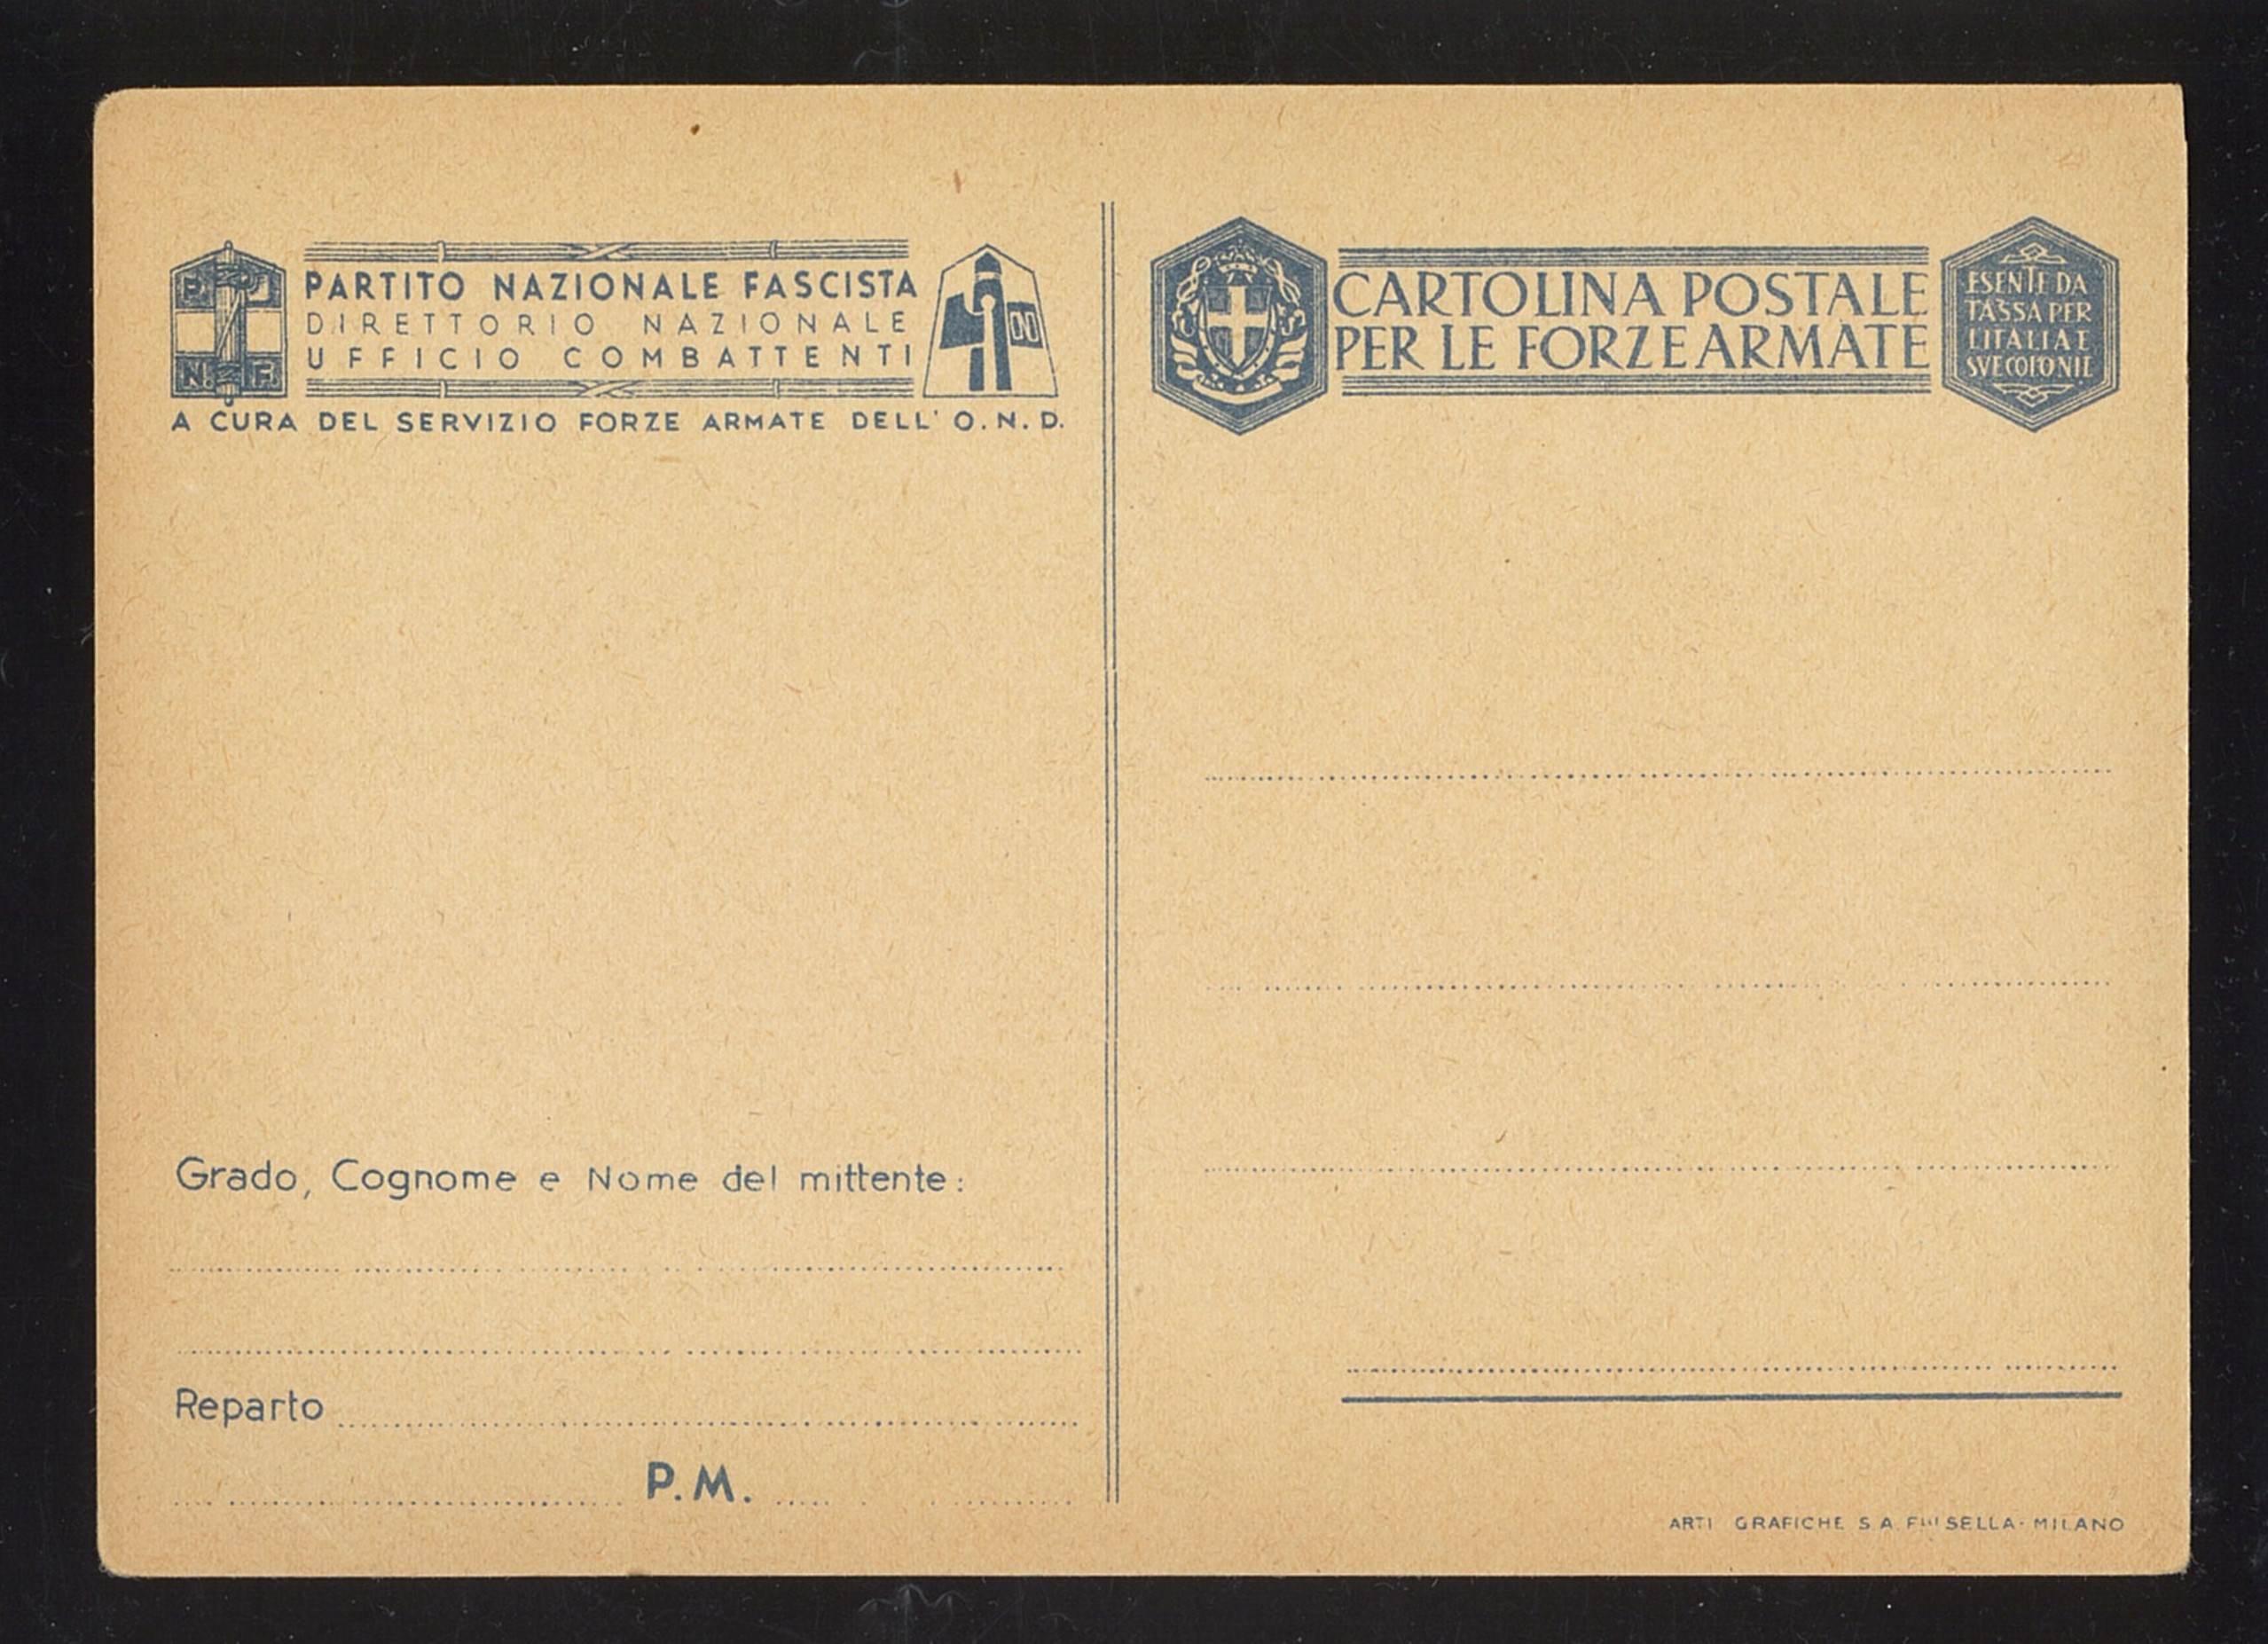 P. N. F.
PARTITO NAZIONALE FASCISTA
DIRETTORIO NAZIONALE
UFFICIO COMBATTENTI
A CURA DEL SERVIZIO FORZE ARMATE DELL' O.N.D.
Grado, Cognome e Nome del mittente:
Reparto
P.M.
CARTOLINA POSTALE
PER LE FORZE ARMATE
ESENTE DA
TASSA PER
L'ITALIA E
SVE COLONIE
ARTI GRAFICHE S.A. F.LLI SELLA - MILANO